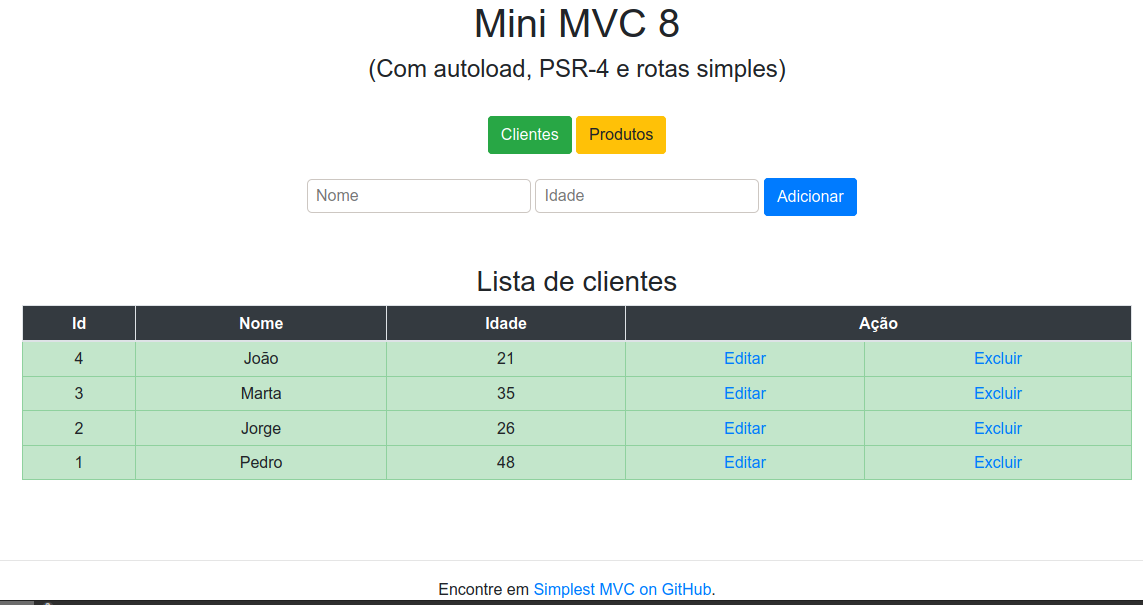 Mini MVC 8
(Com autoload, PSR-4 e rotas simples)
Clientes Produtos
Nome Idade Adicionar
Lista de clientes
Id Nome Idade Ação
4 João 21 Editar Excluir
3 Marta 35 Editar Excluir
2 Jorge 26 Editar Excluir
1 Pedro 48 Editar Excluir
Encontre em Simplest MVC on GitHub.